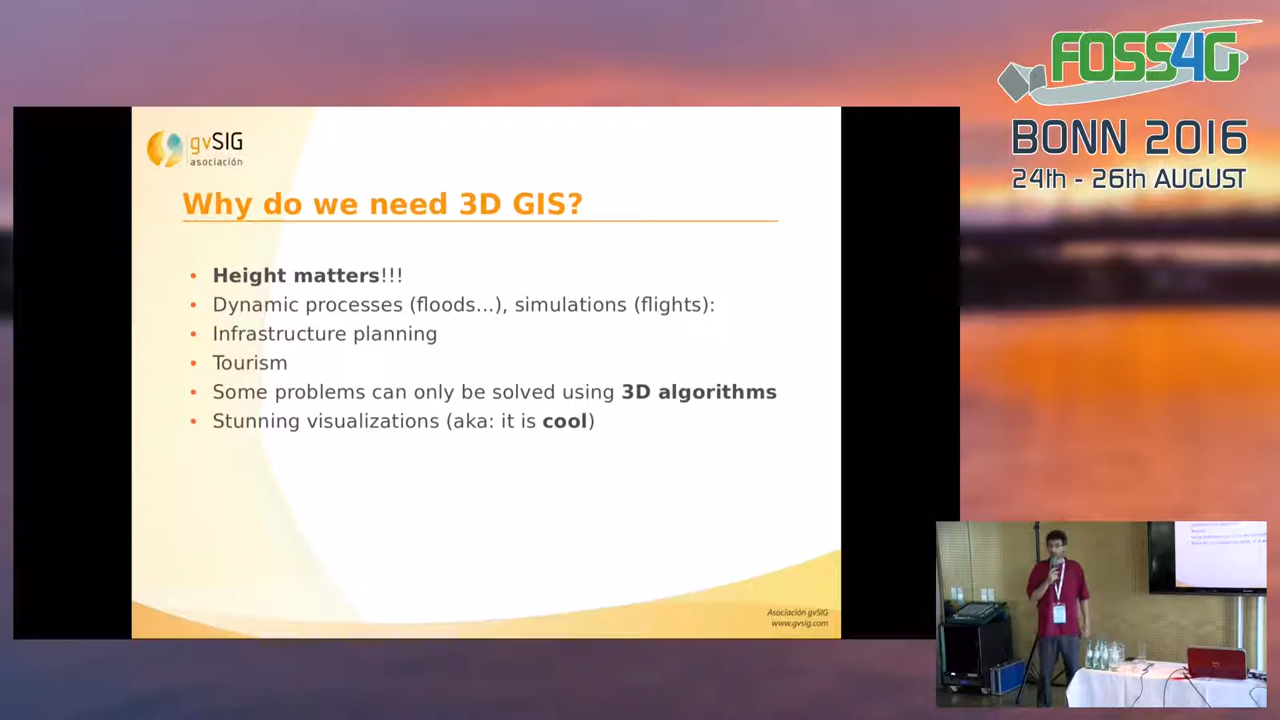 FOSS4G
BONN 2016
24th - 26th AUGUST
gvSIG
asociación
Why do we need 3D GIS?
• Height matters!!!
• Dynamic processes (floods...), simulations (flights):
• Infrastructure planning
• Tourism
• Some problems can only be solved using 3D algorithms
• Stunning visualizations (aka: it is cool)
Asociación gvSIG
www.gvsig.com